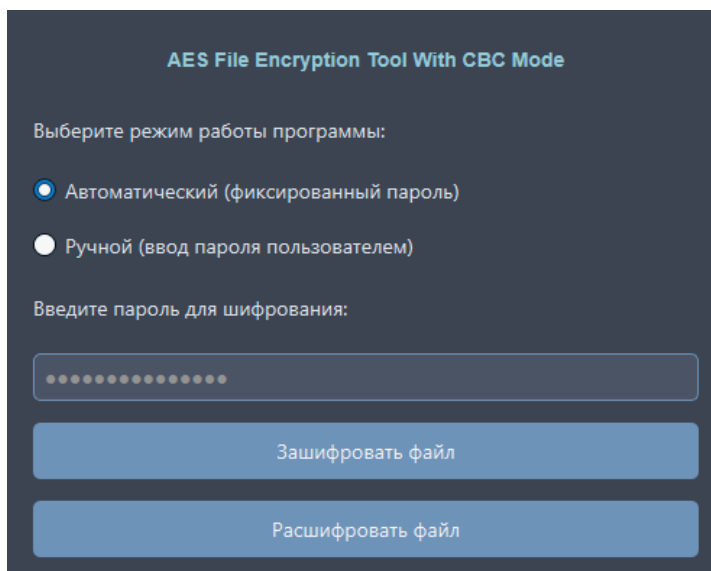 AES File Encryption Tool With CBC Mode
Выберите режим работы программы:
Автоматический (фиксированный пароль)
Ручной (ввод пароля пользователем)
Введите пароль для шифрования:
●●●●●●●●●●●●●●●
Зашифровать файл
Расшифровать файл